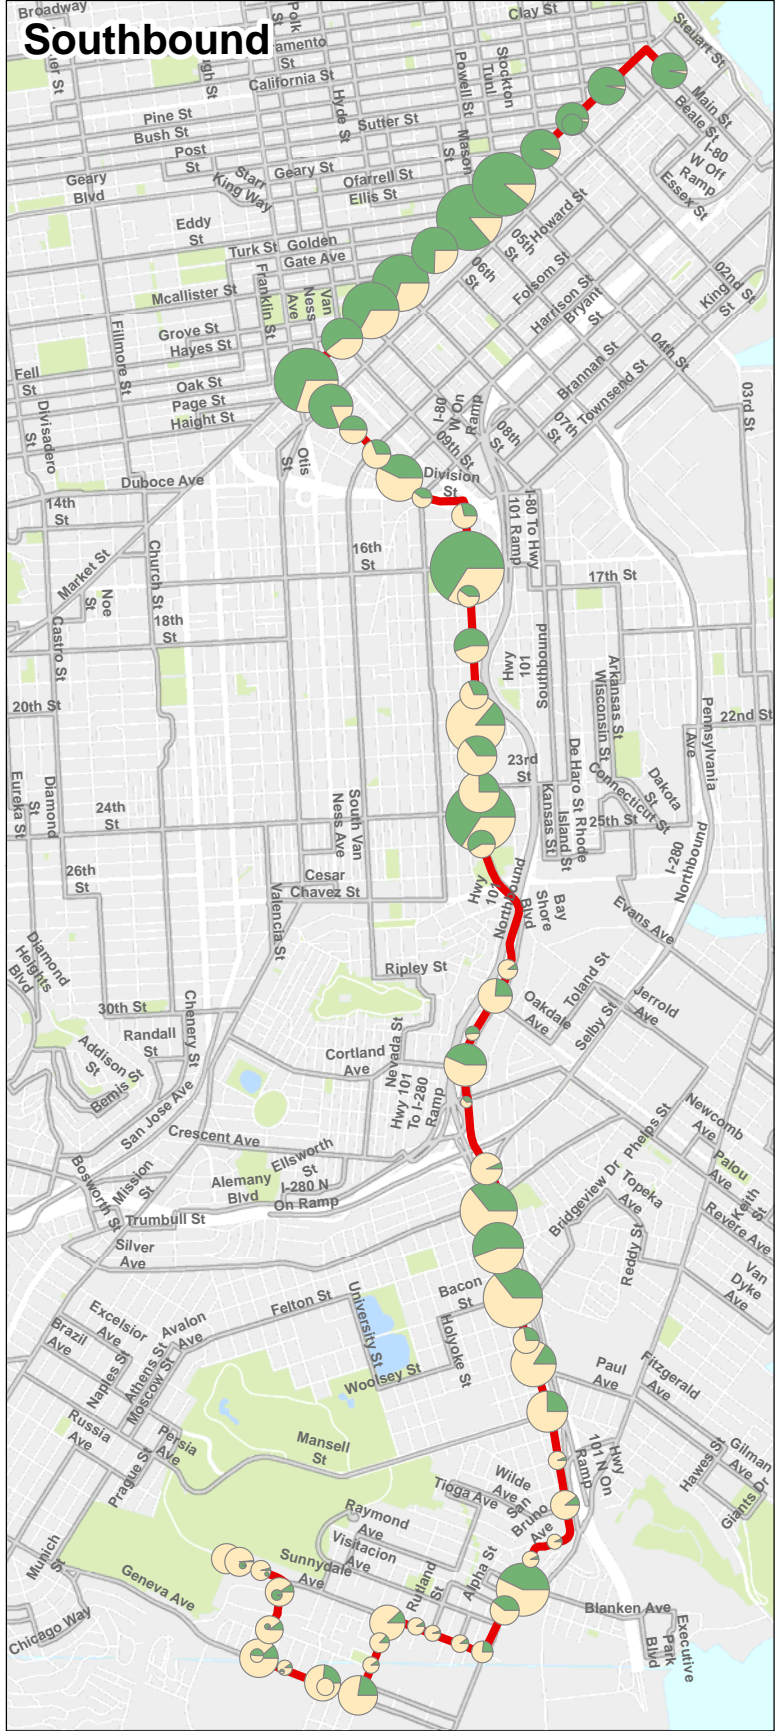 Southbound
Broadway
Polk
St
Clay St
Steuart St
California St
Hyde St
Powell St
Stockton
Tunl
Main St
Beale St
Pine St
Bush St
Sutter St
Mason
St
I-80
W Off
Ramp
Essex St
Post
St
Geary St
Starr
King Way
Geary
Blvd
Ofarrell St
Ellis St
Eddy
St
05th
St
Howard St
Turk St
Golden
Gate Ave
06th
St
Folsom St
02nd St
King
St
Mcallister St
Franklin St
Van
Ness
Ave
Harrison St
Bryant
St
Grove St
Hayes St
Fillmore St
04th St
Fell
St
Oak St
Page St
Haight St
Brannan St
Townsend St
03rd St
Divisadero
St
I-80
W On
Ramp
08th
St
07th
St
Otis
St
09th St
Duboce Ave
Division
St
14th
St
I-80 To Hwy
101 Ramp
16th
St
17th St
Market St
Church St
Noe
St
18th
St
Castro St
Hwy
101
Southbound
Arkansas St
Wisconsin St
20th St
Pennsylvania
Ave
22nd St
Eureka St
Diamond
St
23rd
St
De Haro St
Connecticut St
Dakota
St
24th
St
South Van
Ness Ave
Kansas St
Rhode
Island St
25th St
I-280
Northbound
26th
St
Cesar
Chavez St
Valencia St
Hwy
101
Northbound
Bay
Shore
Blvd
Evans Ave
Diamond
Heights
Blvd
Ripley St
30th St
Chenery St
Oakdale
Ave
Toland St
Selby St
Jerrold
Ave
Randall
St
Addison
St
Bemis St
Cortland
Ave
Nevada St
Hwy 101
To I-280
Ramp
San Jose Ave
Crescent Ave
Newcomb
Ave
Phelps St
Palou
Ave
Ellsworth
St
Alemany
Blvd
I-280 N
On Ramp
Bosworth St
Mission
St
Trumbull St
Bridgeview Dr
Topeka
Ave
Keith
St
Revere Ave
Silver
Ave
Reddy St
Van
Dyke
Ave
Bacon
St
Felton St
University St
Excelsior
Ave
Avalon
Ave
Brazil
Ave
Naples St
Athens St
Moscow St
Holyoke St
Woolsey St
Paul
Ave
Fitzgerald
Ave
Russia
Ave
Persia
Ave
Mansell
St
Prague St
Hwy
101 N On
Ramp
Hawes St
Gilman
Ave
Giants Dr
Wilde
Ave
Tioga Ave
San
Bruno
Ave
Raymond
Ave
Visitacion
Ave
Munich
St
Geneva Ave
Sunnydale
Ave
Rutland
St
Alpha St
Chicago Way
Blanken Ave
Executive
Park
Blvd